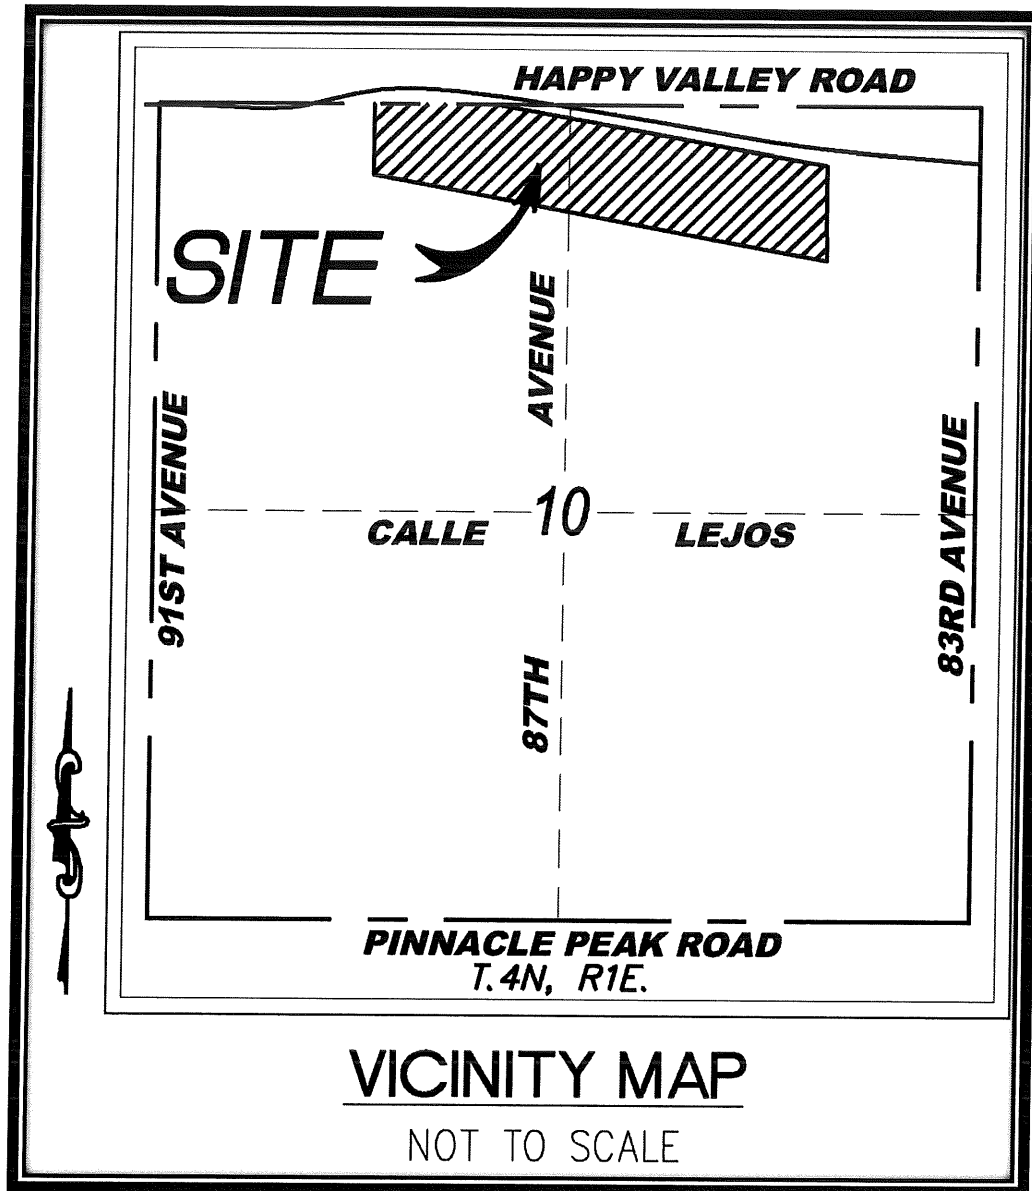 HAPPY VALLEY ROAD
SITE
AVENUE
91ST AVENUE
CALLE 10 LEJOS
83RD AVENUE
87TH
PINNACLE PEAK ROAD
T.4N, R1E.
VICINITY MAP
NOT TO SCALE